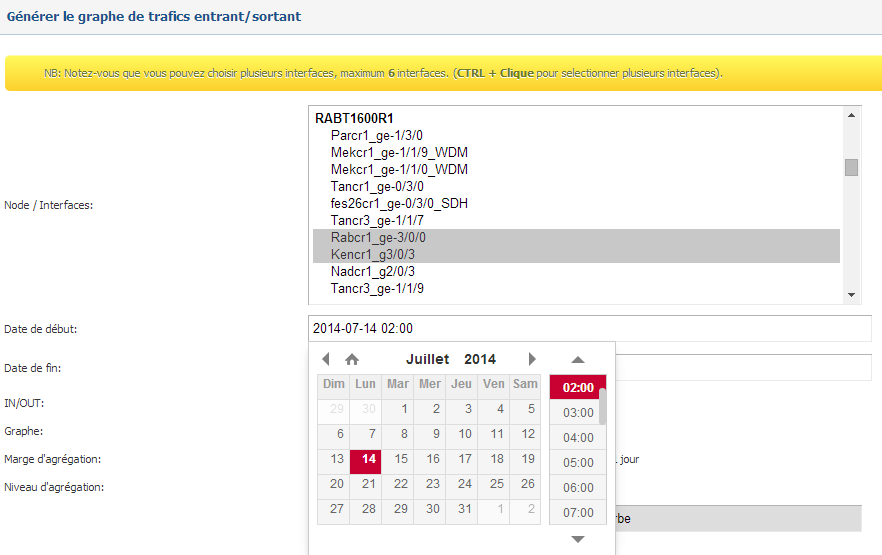 Générer le graphe de trafics entrant/sortant
NB: Notez-vous que vous pouvez choisir plusieurs interfaces, maximum 6 interfaces. (CTRL + Clique pour selectionner plusieurs interfaces).
Node / Interfaces:
RABT1600R1
Parcr1_ge-1/3/0
Mekcr1_ge-1/1/9_WDM
Mekcr1_ge-1/1/0_WDM
Tancr1_ge-0/3/0
fes26cr1_ge-0/3/0_SDH
Tancr3_ge-1/1/7
Rabcr1_ge-3/0/0
Kencr1_g3/0/3
Nadcr1_g2/0/3
Tancr3_ge-1/1/9
Date de début:
2014-07-14 02:00
Date de fin:
IN/OUT:
Graphe:
Marge d'agrégation:
jour
Niveau d'agrégation:
Juillet 2014
Dim Lun Mar Mer Jeu Ven Sam
29 30 1 2 3 4 5
6 7 8 9 10 11 12
13 14 15 16 17 18 19
20 21 22 23 24 25 26
27 28 29 30 31 1 2
02:00
03:00
04:00
05:00
06:00
07:00